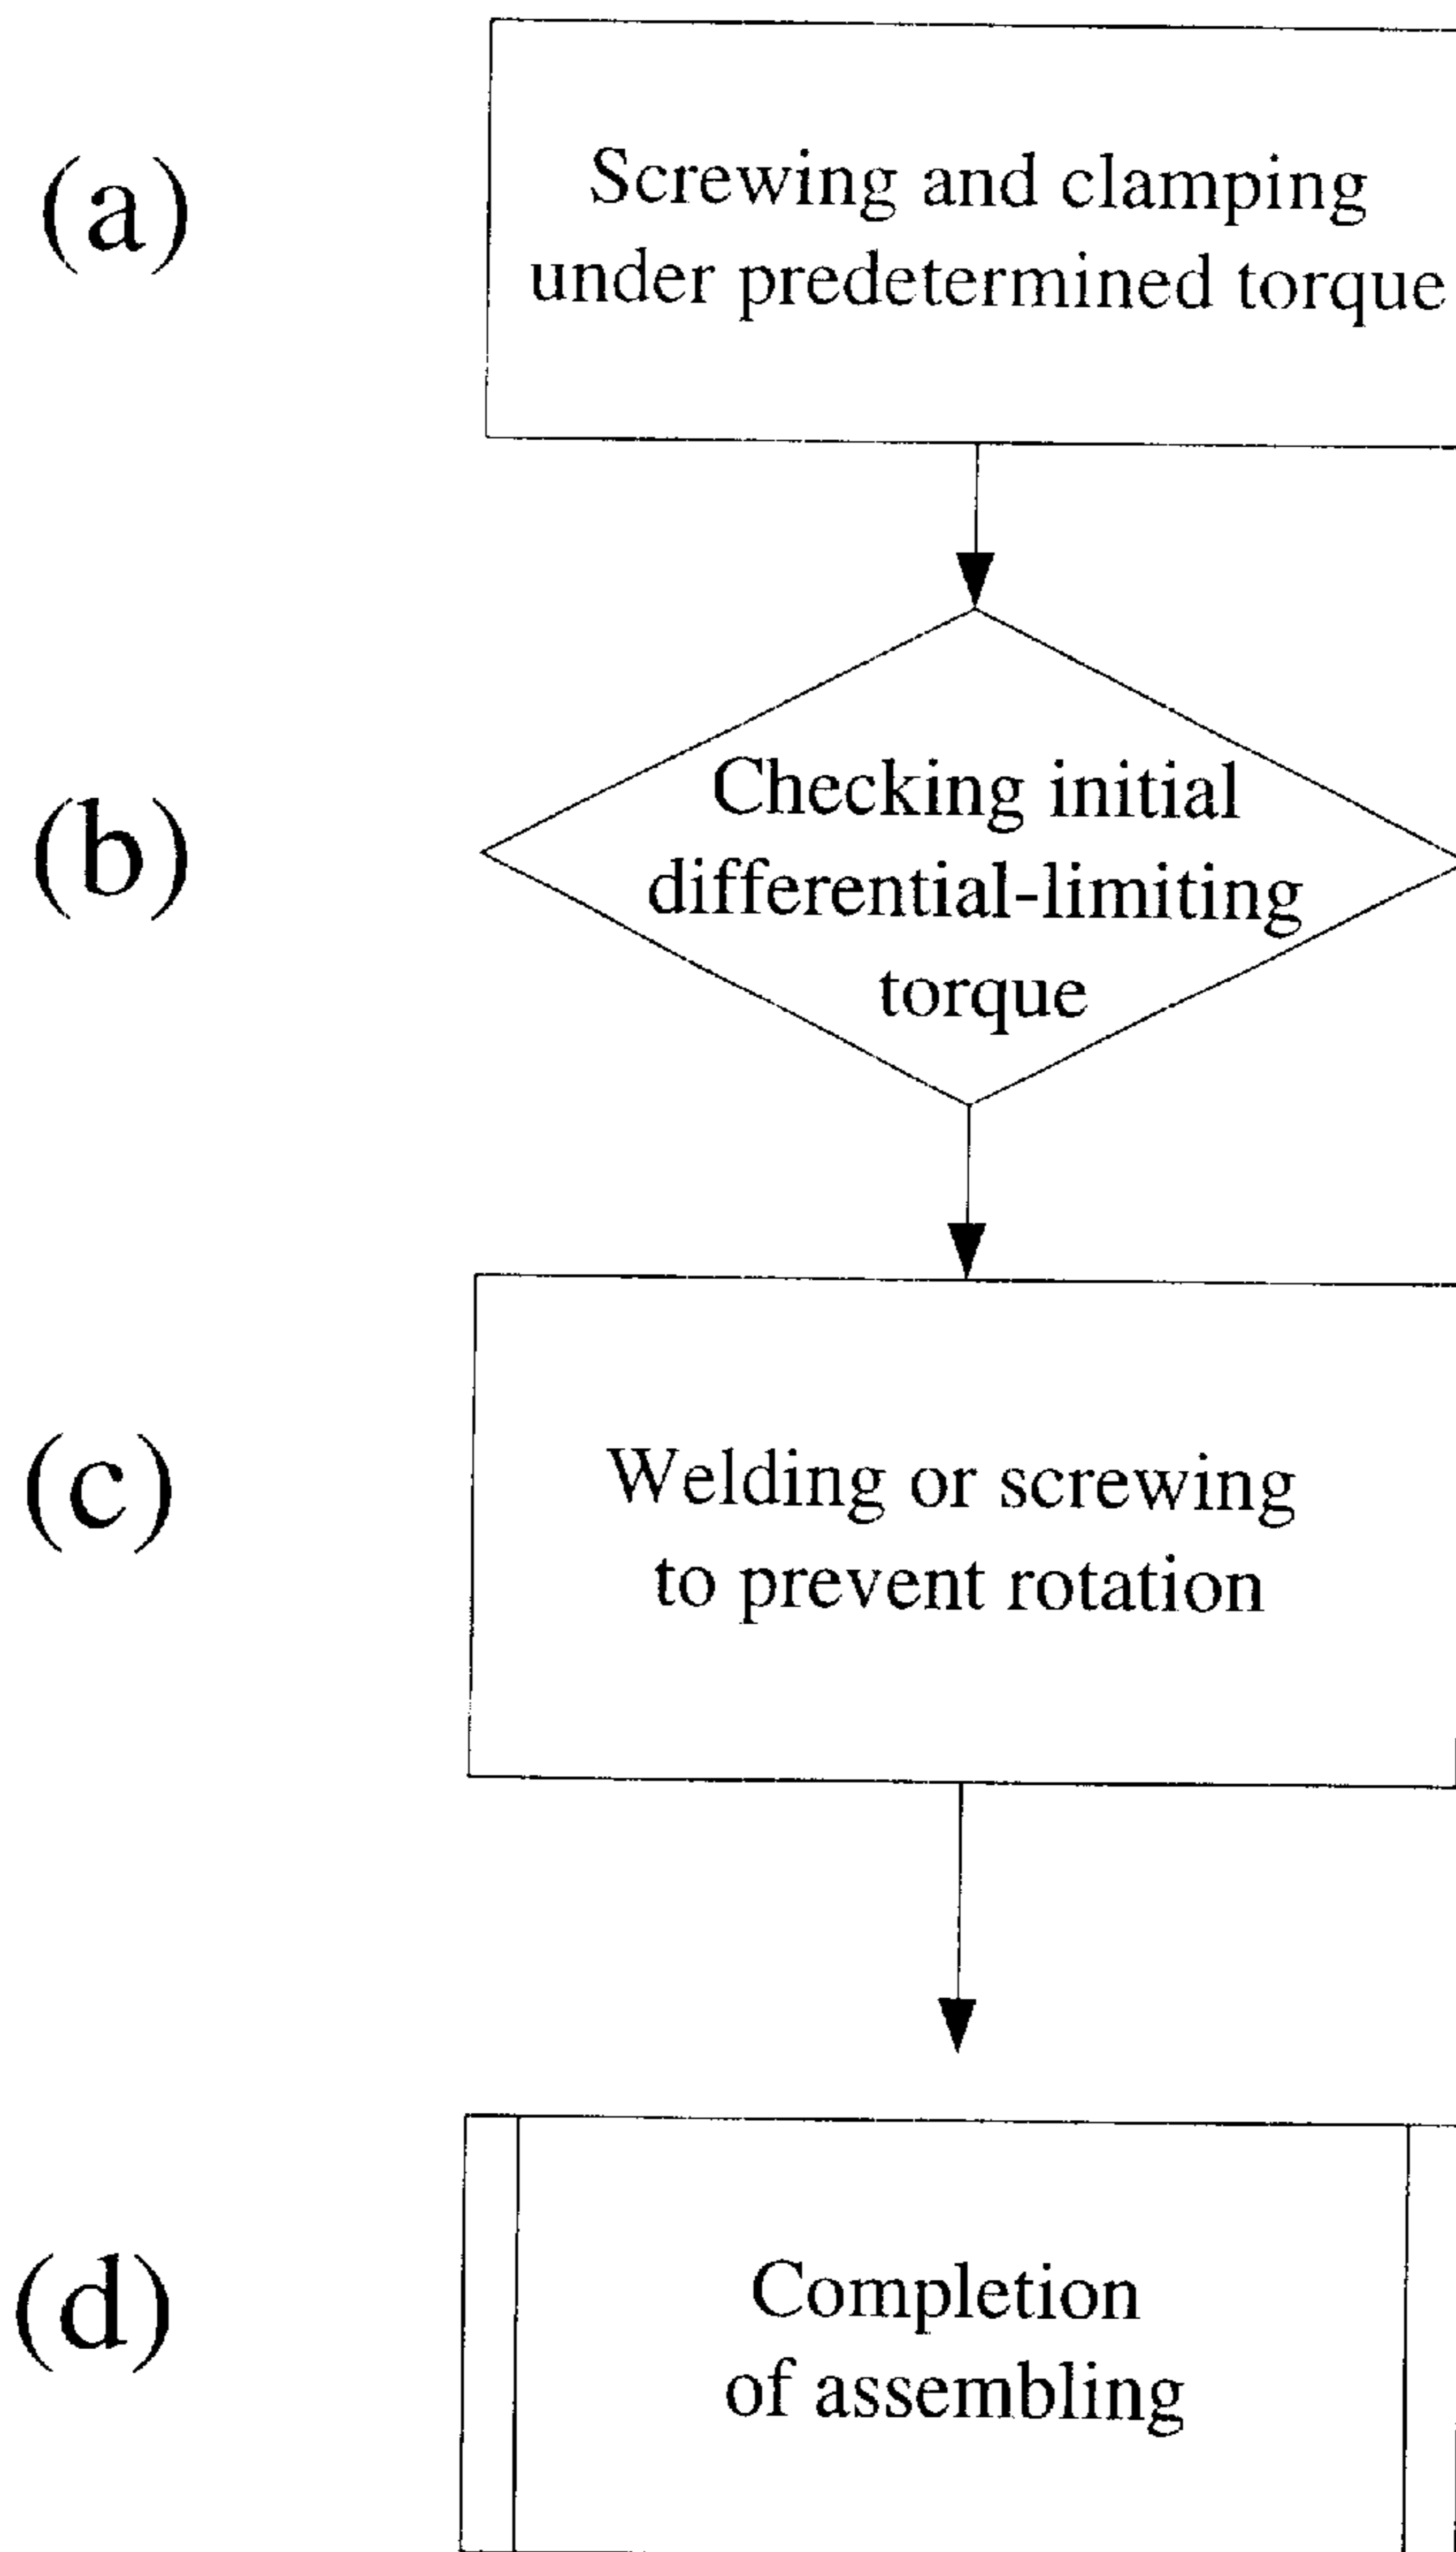 (a)
Screwing and clamping
under predetermined torque
(b)
Checking initial
differential-limiting
torque
(c)
Welding or screwing
to prevent rotation
(d)
Completion
of assembling